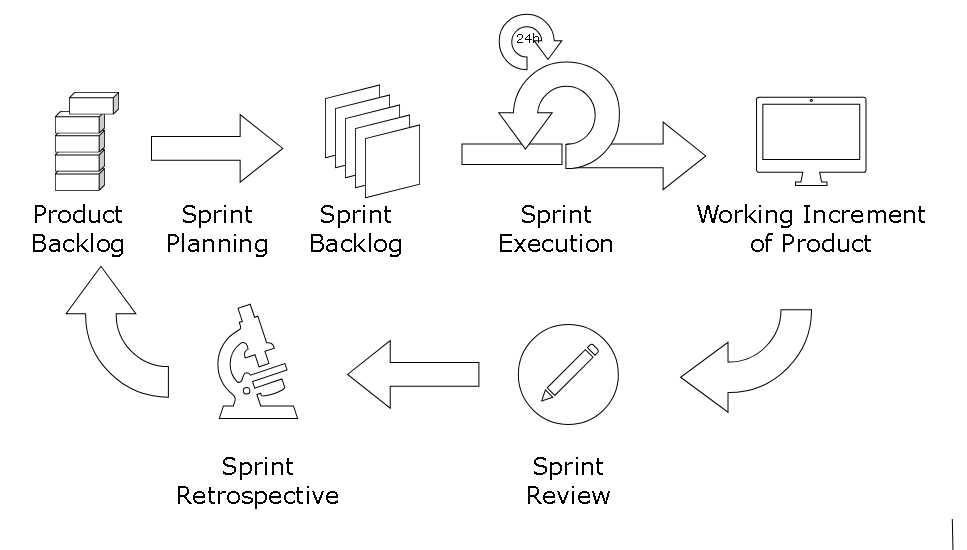 24h
Product
Backlog
Sprint
Planning
Sprint
Backlog
Sprint
Execution
Working Increment
of Product
Sprint
Retrospective
Sprint
Review